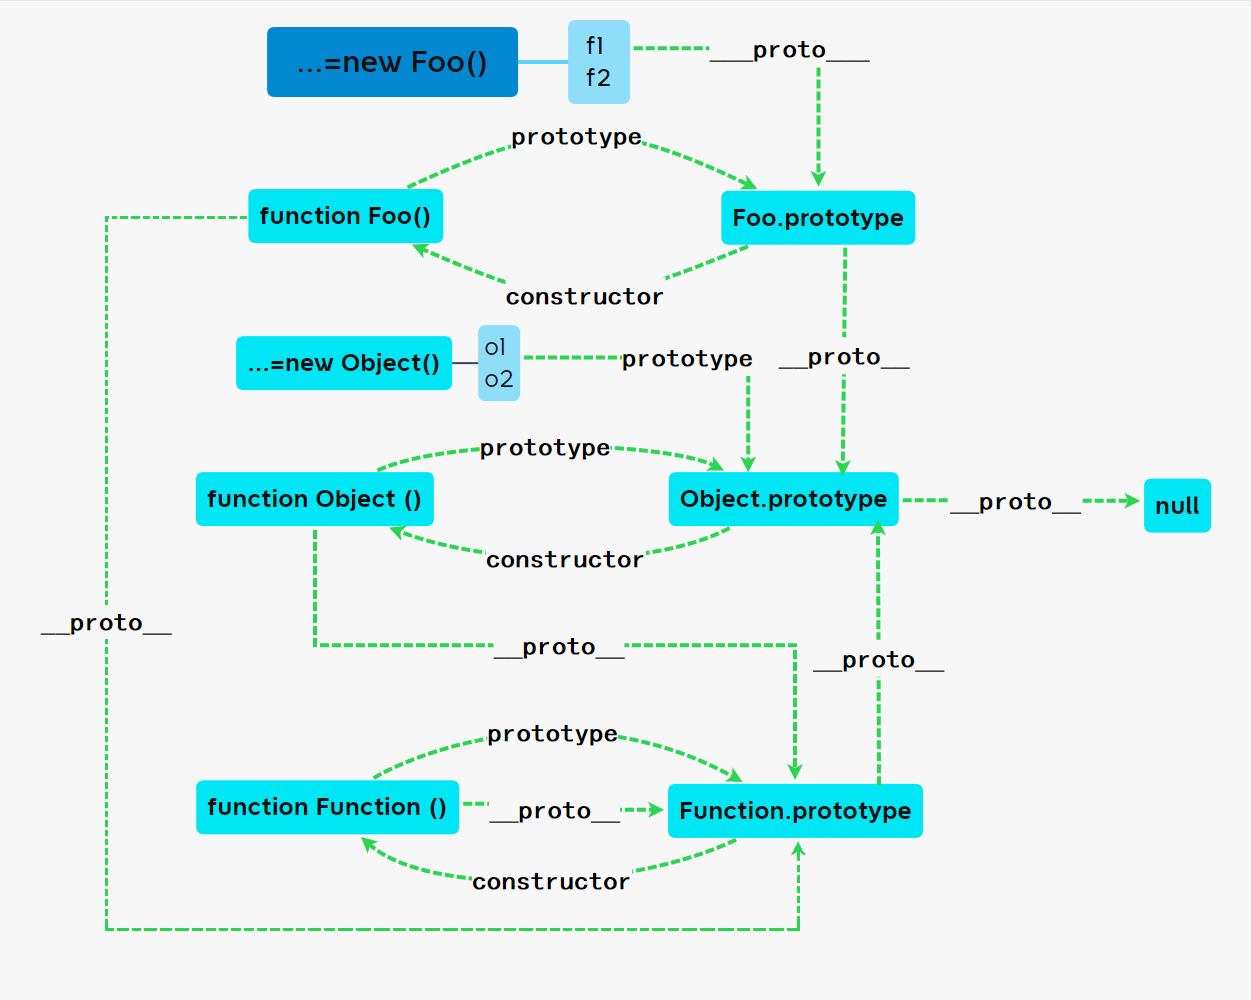 ...=new Foo()
f1
f2
___proto___
prototype
function Foo()
Foo.prototype
constructor
...=new Object()
o1
o2
prototype
__proto__
prototype
function Object ()
Object.prototype
__proto__
null
constructor
__proto__
__proto__
__proto__
prototype
function Function ()
__proto__
Function.prototype
constructor